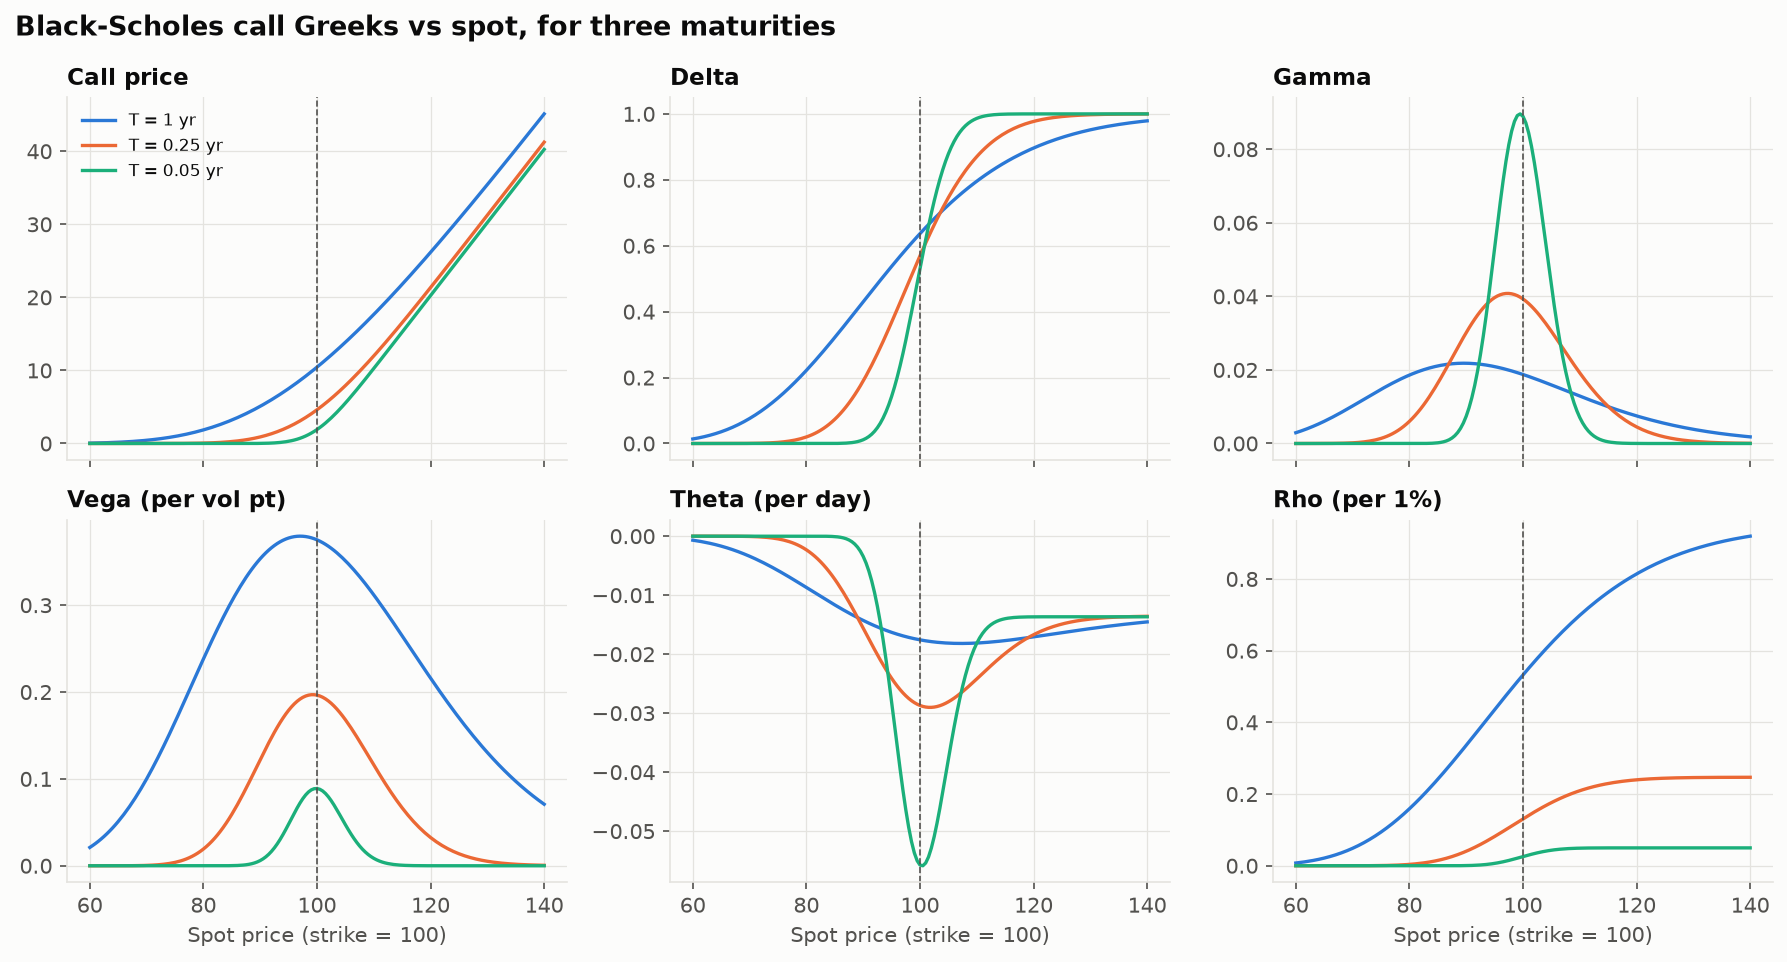 Black-Scholes call Greeks vs spot, for three maturities
Call price
T = 1 yr
T = 0.25 yr
T = 0.05 yr
40
30
20
10
0
Delta
1.0
0.8
0.6
0.4
0.2
0.0
Gamma
0.08
0.06
0.04
0.02
0.00
Vega (per vol pt)
0.3
0.2
0.1
0.0
60 80 100 120 140
Spot price (strike = 100)
Theta (per day)
0.00
−0.01
−0.02
−0.03
−0.04
−0.05
60 80 100 120 140
Spot price (strike = 100)
Rho (per 1%)
0.8
0.6
0.4
0.2
0.0
60 80 100 120 140
Spot price (strike = 100)